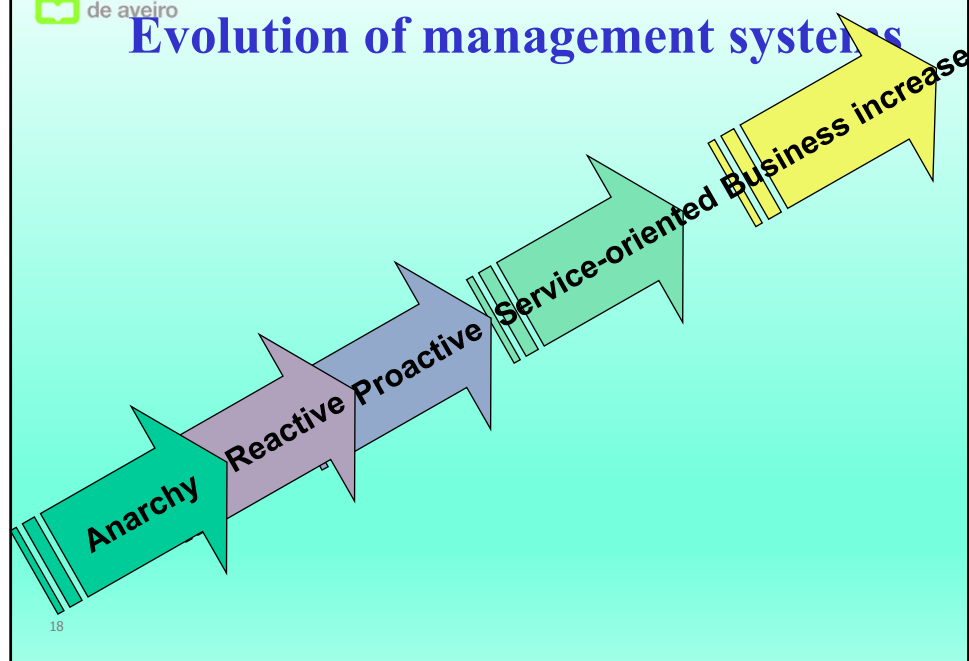 de aveiro
Evolution of management systems
Business increase
Service-oriented
Proactive
Reactive
Anarchy
18